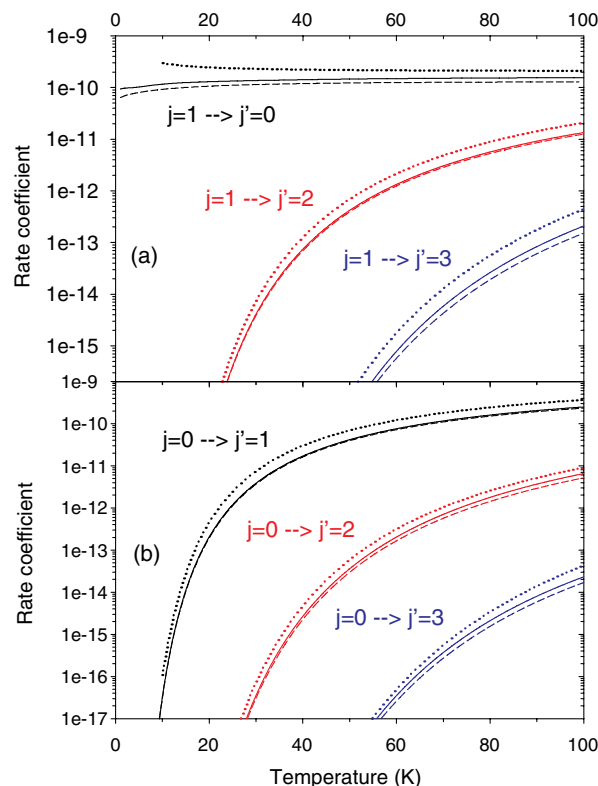 0 20 40 60 80 100
1e-9
1e-10
j=1 --> j'=0
1e-11
j=1 --> j'=2
1e-12
Rate coefficient
1e-13
(a)
j=1 --> j'=3
1e-14
1e-15
1e-9
1e-10
j=0 --> j'=1
1e-11
1e-12
Rate coefficient
j=0 --> j'=2
1e-13
(b)
1e-14
j=0 --> j'=3
1e-15
1e-16
1e-17
0 20 40 60 80 100
Temperature (K)